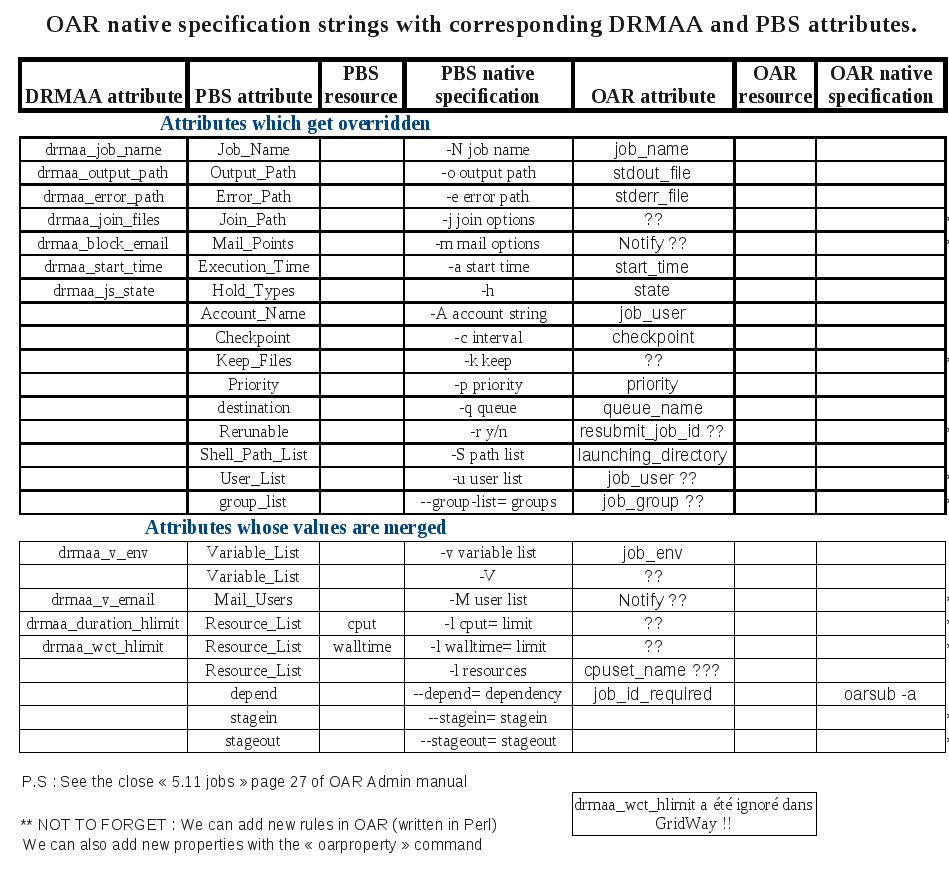 OAR native specification strings with corresponding DRMAA and PBS attributes.
DRMAA attribute PBS attribute PBS resource PBS native specification OAR attribute OAR resource OAR native specification
Attributes which get overridden
drmaa_job_name Job_Name -N job name job_name
drmaa_output_path Output_Path -o output path stdout_file
drmaa_error_path Error_Path -e error path stderr_file
drmaa_join_files Join_Path -j join options ??
drmaa_block_email Mail_Points -m mail options Notify ??
drmaa_start_time Execution_Time -a start time start_time
drmaa_js_state Hold_Types -h state
Account_Name -A account string job_user
Checkpoint -c interval checkpoint
Keep_Files -k keep ??
Priority -p priority priority
destination -q queue queue_name
Rerunable -r y/n resubmit_job_id ??
Shell_Path_List -S path list launching_directory
User_List -u user list job_user ??
group_list --group-list= groups job_group ??
Attributes whose values are merged
drmaa_v_env Variable_List -v variable list job_env
Variable_List -V ??
drmaa_v_email Mail_Users -M user list Notify ??
drmaa_duration_hlimit Resource_List cput -l cput= limit ??
drmaa_wct_hlimit Resource_List walltime -l walltime= limit ??
Resource_List -l resources cpuset_name ???
depend --depend= dependency job_id_required oarsub -a
stagein --stagein= stagein
stageout --stageout= stageout
P.S : See the close « 5.11 jobs » page 27 of OAR Admin manual
drmaa_wct_hlimit a été ignoré dans
GridWay !!
** NOT TO FORGET : We can add new rules in OAR (written in Perl)
We can also add new properties with the « oarproperty » command